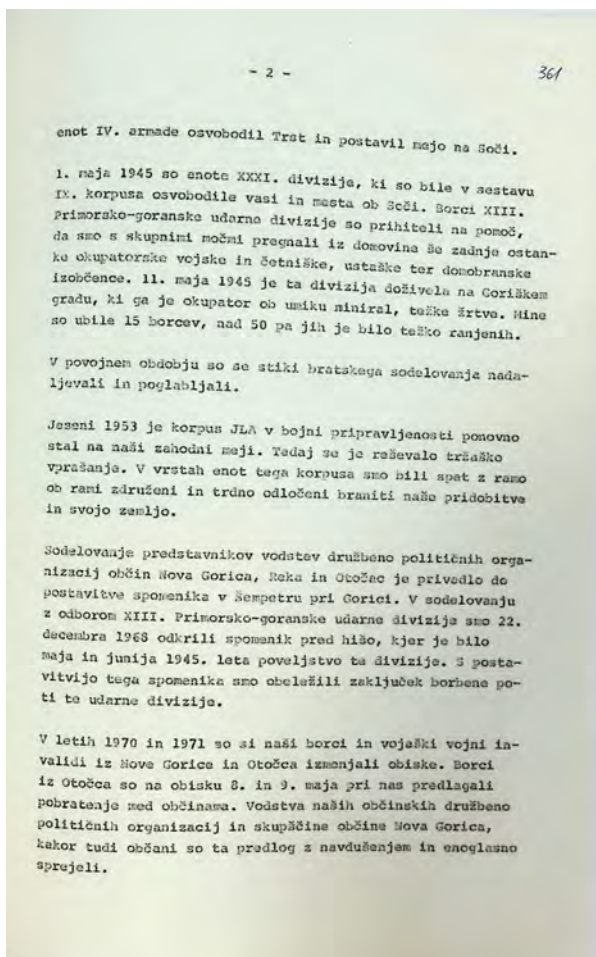 - 2 -
361
enot IV. armade osvobodil Trst in postavil mejo na Soči.
1. maja 1945 so enote XXXI. divizije, ki so bile v sestavu
IX. korpusa osvobodile vasi in mesta ob Soči. Borci XIII.
Primorsko-goranske udarne divizije so prihiteli na pomoč,
da smo s skupnimi močmi pregnali iz domovine še zadnje ostan-
ke okupatorske vojske in četniške, ustaške ter domobranske
izobčence. 11. maja 1945 je ta divizija doživela na Goriškem
gradu, ki ga je okupator ob umiku miniral, težke žrtve. Mine
so ubile 15 borcev, nad 50 pa jih je bilo težko ranjenih.
V povojnem obdobju so se stiki bratskega sodelovanja nada-
ljevali in poglabljali.
Jeseni 1953 je korpus JLA v bojni pripravljenosti ponovno
stal na naši zahodni meji. Tedaj se je reševalo tržaško
vprašanje. V vrstah enot tega korpusa smo bili spet z ramo
ob rami združeni in trdno odločeni braniti naše pridobitve
in svojo zemljo.
Sodelovanje predstavnikov vodstev družbeno političnih orga-
nizacij občin Nova Gorica, Reka in Otočac je privedlo do
postavitve spomenika v Šempetru pri Gorici. V sodelovanju
z odborom XIII. Primorsko-goranske udarne divizije smo 22.
decembra 1968 odkrili spomenik pred hišo, kjer je bilo
maja in junija 1945. leta poveljstvo te divizije. S posta-
vitvijo tega spomenika smo obeležili zaključek borbene po-
ti te udarne divizije.
V letih 1970 in 1971 so si naši borci in vojaški vojni in-
validi iz Nove Gorice in Otočca izmenjali obiske. Borci
iz Otočca so na obisku 8. in 9. maja pri nas predlagali
pobratenje med občinama. Vodstva naših občinskih družbeno
političnih organizacij in skupščine občine Nova Gorica,
kakor tudi občani so ta predlog z navdušenjem in enoglasno
sprejeli.